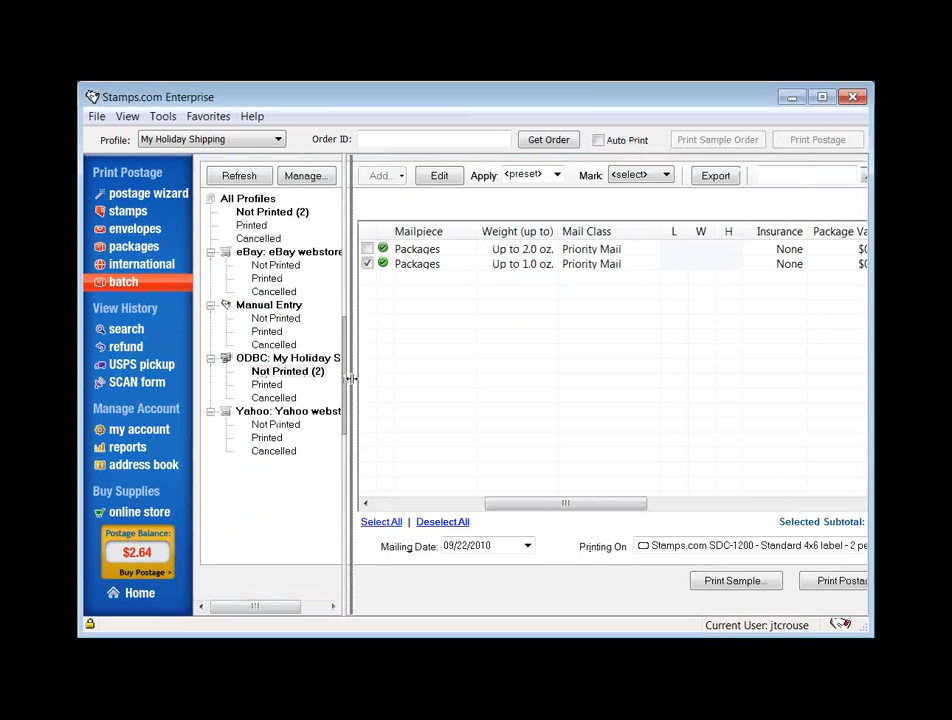 Stamps.com Enterprise
File View Tools Favorites Help
Profile: My Holiday Shipping Order ID: Get Order Auto Print Print Sample Order Print Postage
Print Postage
postage wizard
stamps
envelopes
packages
international
batch
View History
search
refund
USPS pickup
SCAN form
Manage Account
my account
reports
address book
Buy Supplies
online store
Postage Balance:
$2.64
Buy Postage >
Home
Refresh Manage...
All Profiles
Not Printed (2)
Printed
Cancelled
eBay: eBay webstore
Not Printed
Printed
Cancelled
Manual Entry
Not Printed
Printed
Cancelled
ODBC: My Holiday S
Not Printed (2)
Printed
Cancelled
Yahoo: Yahoo webst
Not Printed
Printed
Cancelled
Add... Edit Apply: <preset> Mark: <select> Export
Mailpiece Weight (up to) Mail Class L W H Insurance Package Va
Packages Up to 2.0 oz. Priority Mail None $0
Packages Up to 1.0 oz. Priority Mail None $0
Select All | Deselect All Selected Subtotal:
Mailing Date: 09/22/2010 Printing On Stamps.com SDC-1200 - Standard 4x6 label - 2 pe
Print Sample... Print Posta
Current User: jtcrouse